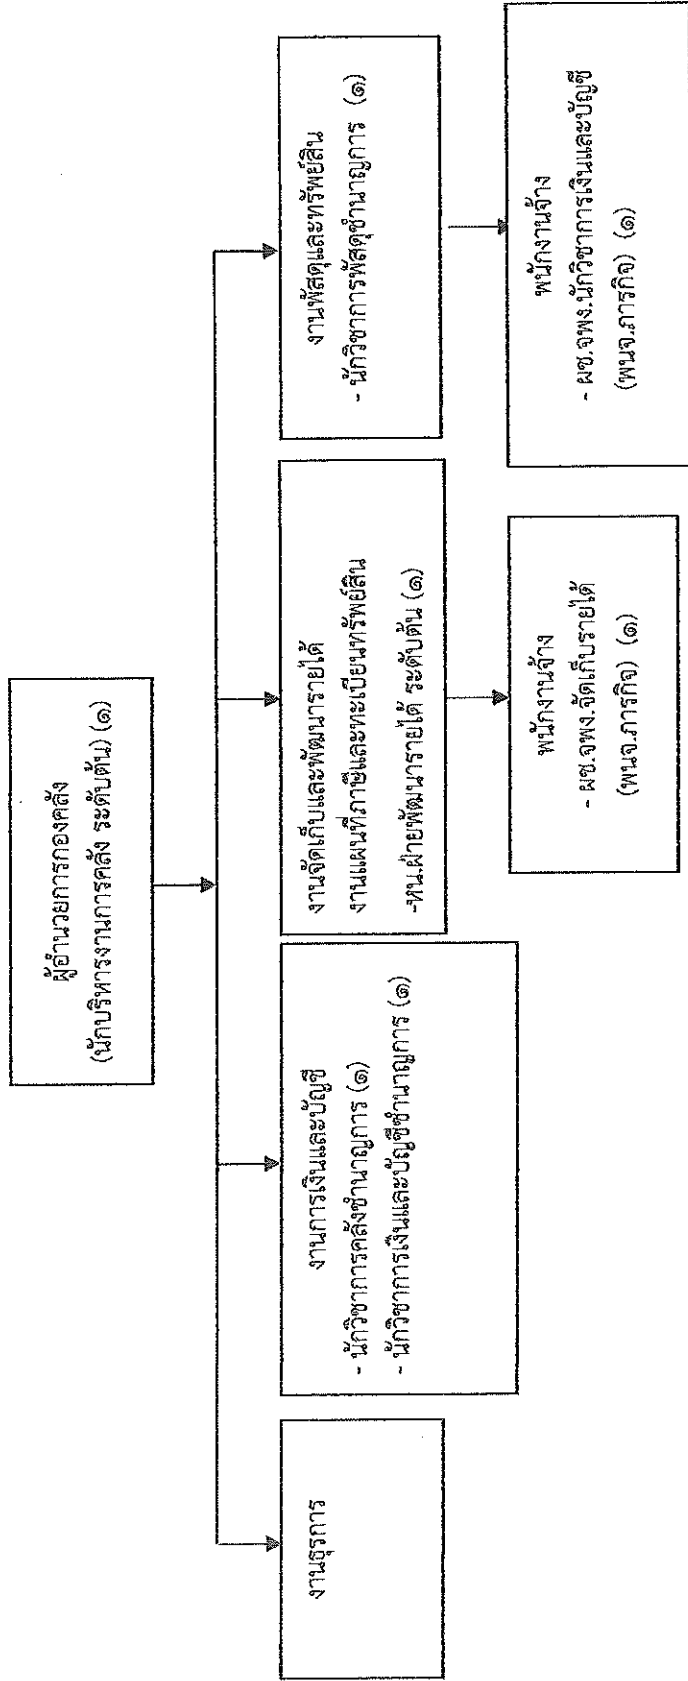 ผู้อำนวยการกองคลัง
(นักบริหารงานการคลัง ระดับต้น) (๑)
งานธุรการ
งานการเงินและบัญชี
- นักวิชาการคลังชำนาญการ (๑)
- นักวิชาการเงินและบัญชีชำนาญการ (๑)
งานจัดเก็บและพัฒนารายได้
งานแผนที่ภาษีและทะเบียนทรัพย์สิน
-หน.ฝ่ายพัฒนารายได้ ระดับต้น (๑)
งานพัสดุและทรัพย์สิน
- นักวิชาการพัสดุชำนาญการ (๑)
พนักงานจ้าง
- ผช.จพง.จัดเก็บรายได้
(พนจ.ภารกิจ) (๑)
พนักงานจ้าง
- ผช.จพง.นักวิชาการเงินและบัญชี
(พนจ.ภารกิจ) (๑)